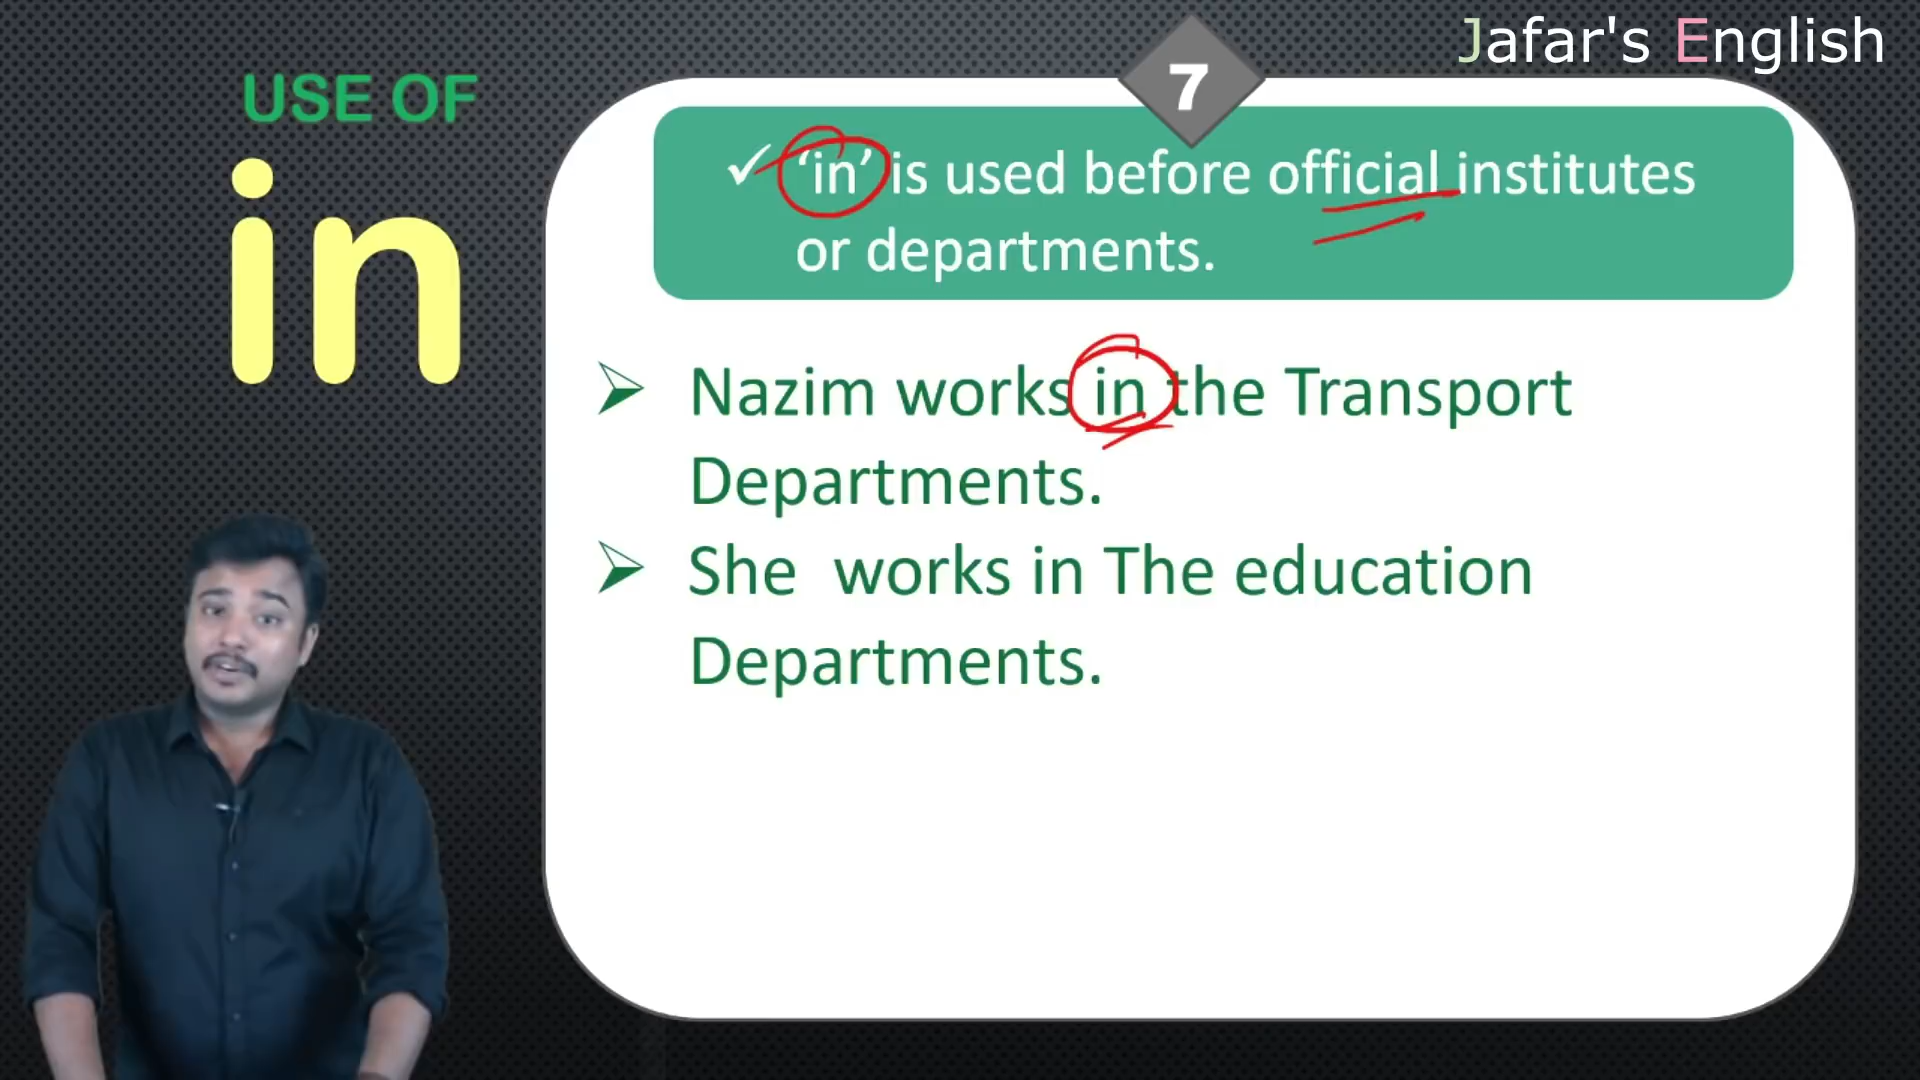 Jafar's English
USE OF
in
7
✓ ‘in’ is used before official institutes
or departments.
➢ Nazim works in the Transport
Departments.
➢ She works in The education
Departments.